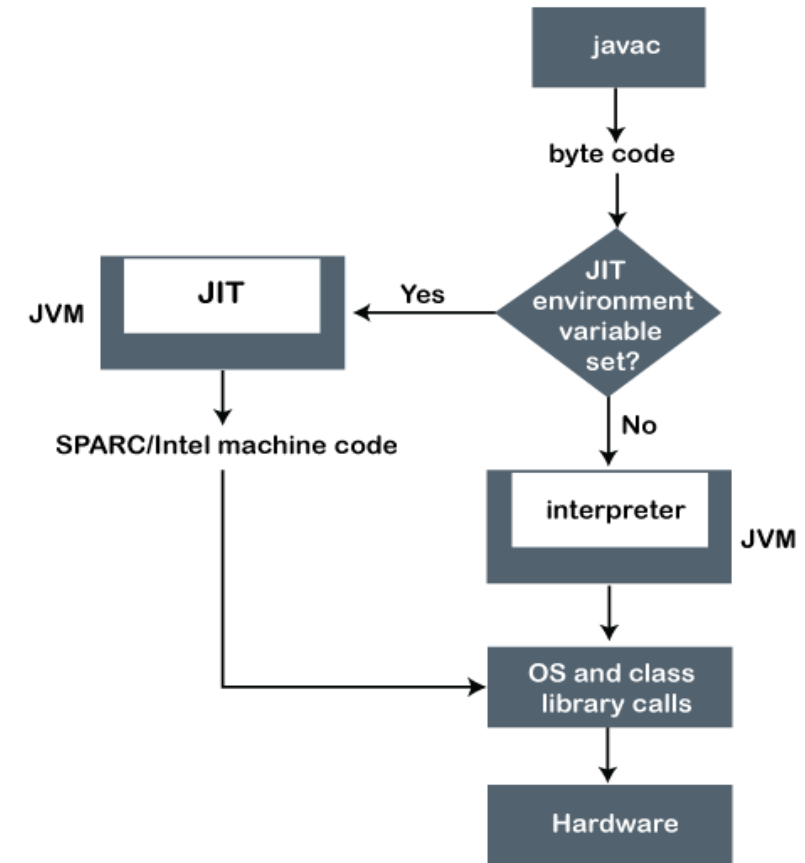 javac
byte code
JIT
environment
variable
set?
Yes
JIT
JVM
No
SPARC/Intel machine code
interpreter
JVM
OS and class
library calls
Hardware